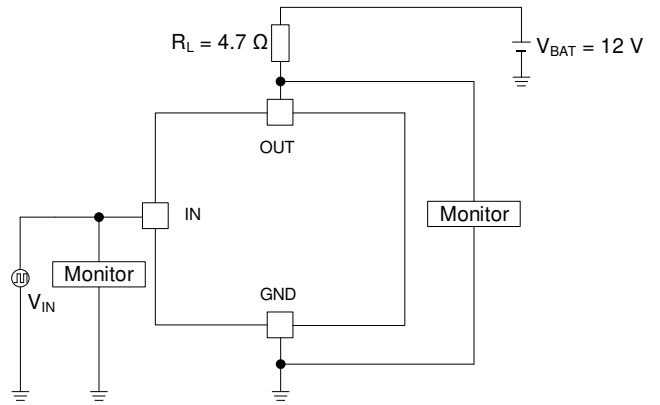 R_L = 4.7 Ω
V_BAT = 12 V
OUT
IN
Monitor
Monitor
V_IN
GND